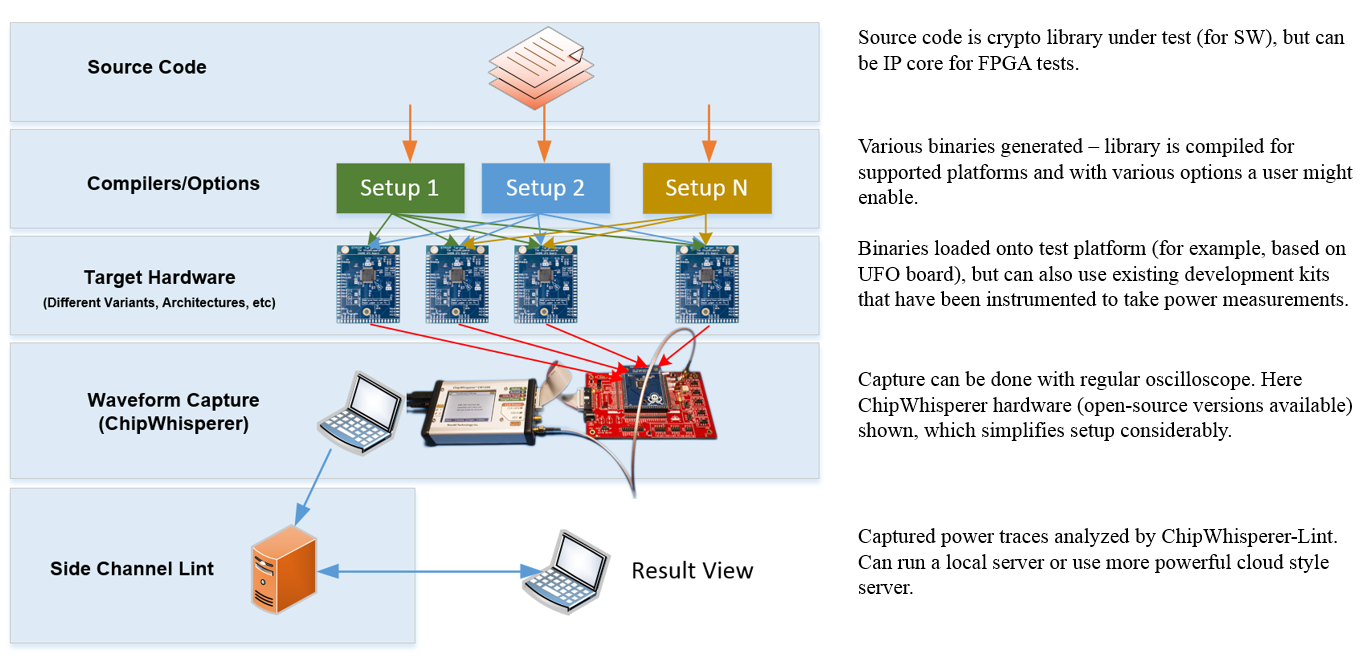 Source Code
Source code is crypto library under test (for SW), but can
be IP core for FPGA tests.
Compilers/Options
Setup 1
Setup 2
Setup N
Various binaries generated – library is compiled for
supported platforms and with various options a user might
enable.
Target Hardware
(Different Variants, Architectures, etc)
Binaries loaded onto test platform (for example, based on
UFO board), but can also use existing development kits
that have been instrumented to take power measurements.
Waveform Capture
(ChipWhisperer)
Capture can be done with regular oscilloscope. Here
ChipWhisperer hardware (open-source versions available)
shown, which simplifies setup considerably.
Side Channel Lint
Result View
Captured power traces analyzed by ChipWhisperer-Lint.
Can run a local server or use more powerful cloud style
server.